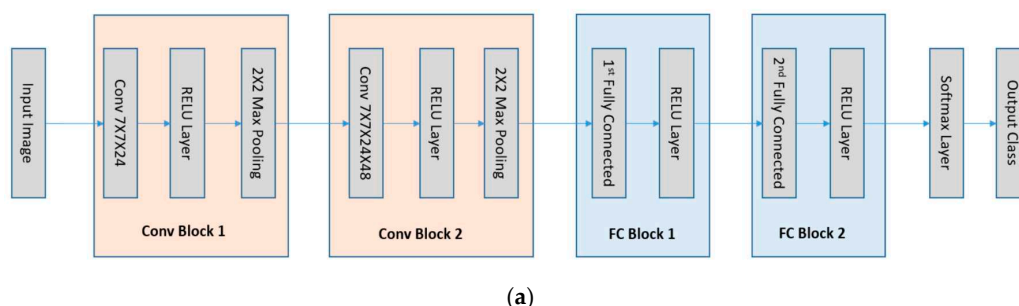 Input Image
Conv 7X7X24
RELU Layer
2X2 Max Pooling
Conv Block 1
Conv 7X7X24X48
RELU Layer
2X2 Max Pooling
Conv Block 2
1st Fully Connected
RELU Layer
FC Block 1
2nd Fully Connected
RELU Layer
FC Block 2
Softmax Layer
Output Class
(a)